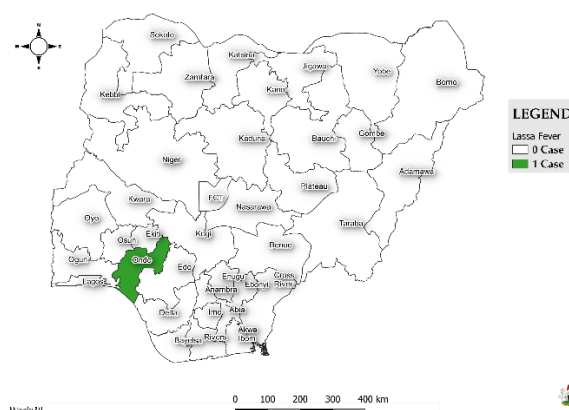 N
W E
S
Sokoto
Katsina
Jigawa
Yobe
Borno
Zamfara
Kebbi
Kano
LEGEND
Lassa Fever
0 Case
1 Case
Kaduna
Bauchi
Gombe
Niger
Adamawa
Plateau
Kwara
FCT
Nasarawa
Oyo
Taraba
Ekiti
Kogi
Osun
Benue
Ogun
Ondo
Edo
Lagos
Enugu
Anambra
Ebonyi
Cross
River
Delta
Imo
Abia
Akwa
Ibom
Bayelsa
Rivers
0 100 200 300 400 km